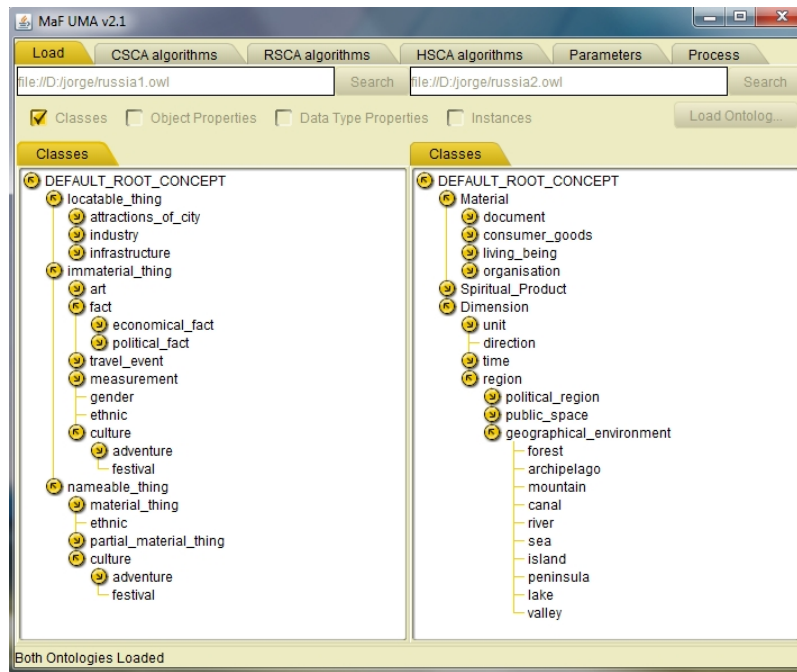 MaF UMA v2.1
Load CSCA algorithms RSCA algorithms HSCA algorithms Parameters Process
file://D:/jorge/russia1.owl Search file://D:/jorge/russia2.owl Search
Classes Object Properties Data Type Properties Instances Load Ontolog...
Classes
DEFAULT_ROOT_CONCEPT
locatable_thing
attractions_of_city
industry
infrastructure
immaterial_thing
art
fact
economical_fact
political_fact
travel_event
measurement
gender
ethnic
culture
adventure
festival
nameable_thing
material_thing
ethnic
partial_material_thing
culture
adventure
festival
Classes
DEFAULT_ROOT_CONCEPT
Material
document
consumer_goods
living_being
organisation
Spiritual_Product
Dimension
unit
direction
time
region
political_region
public_space
geographical_environment
forest
archipelago
mountain
canal
river
sea
island
peninsula
lake
valley
Both Ontologies Loaded